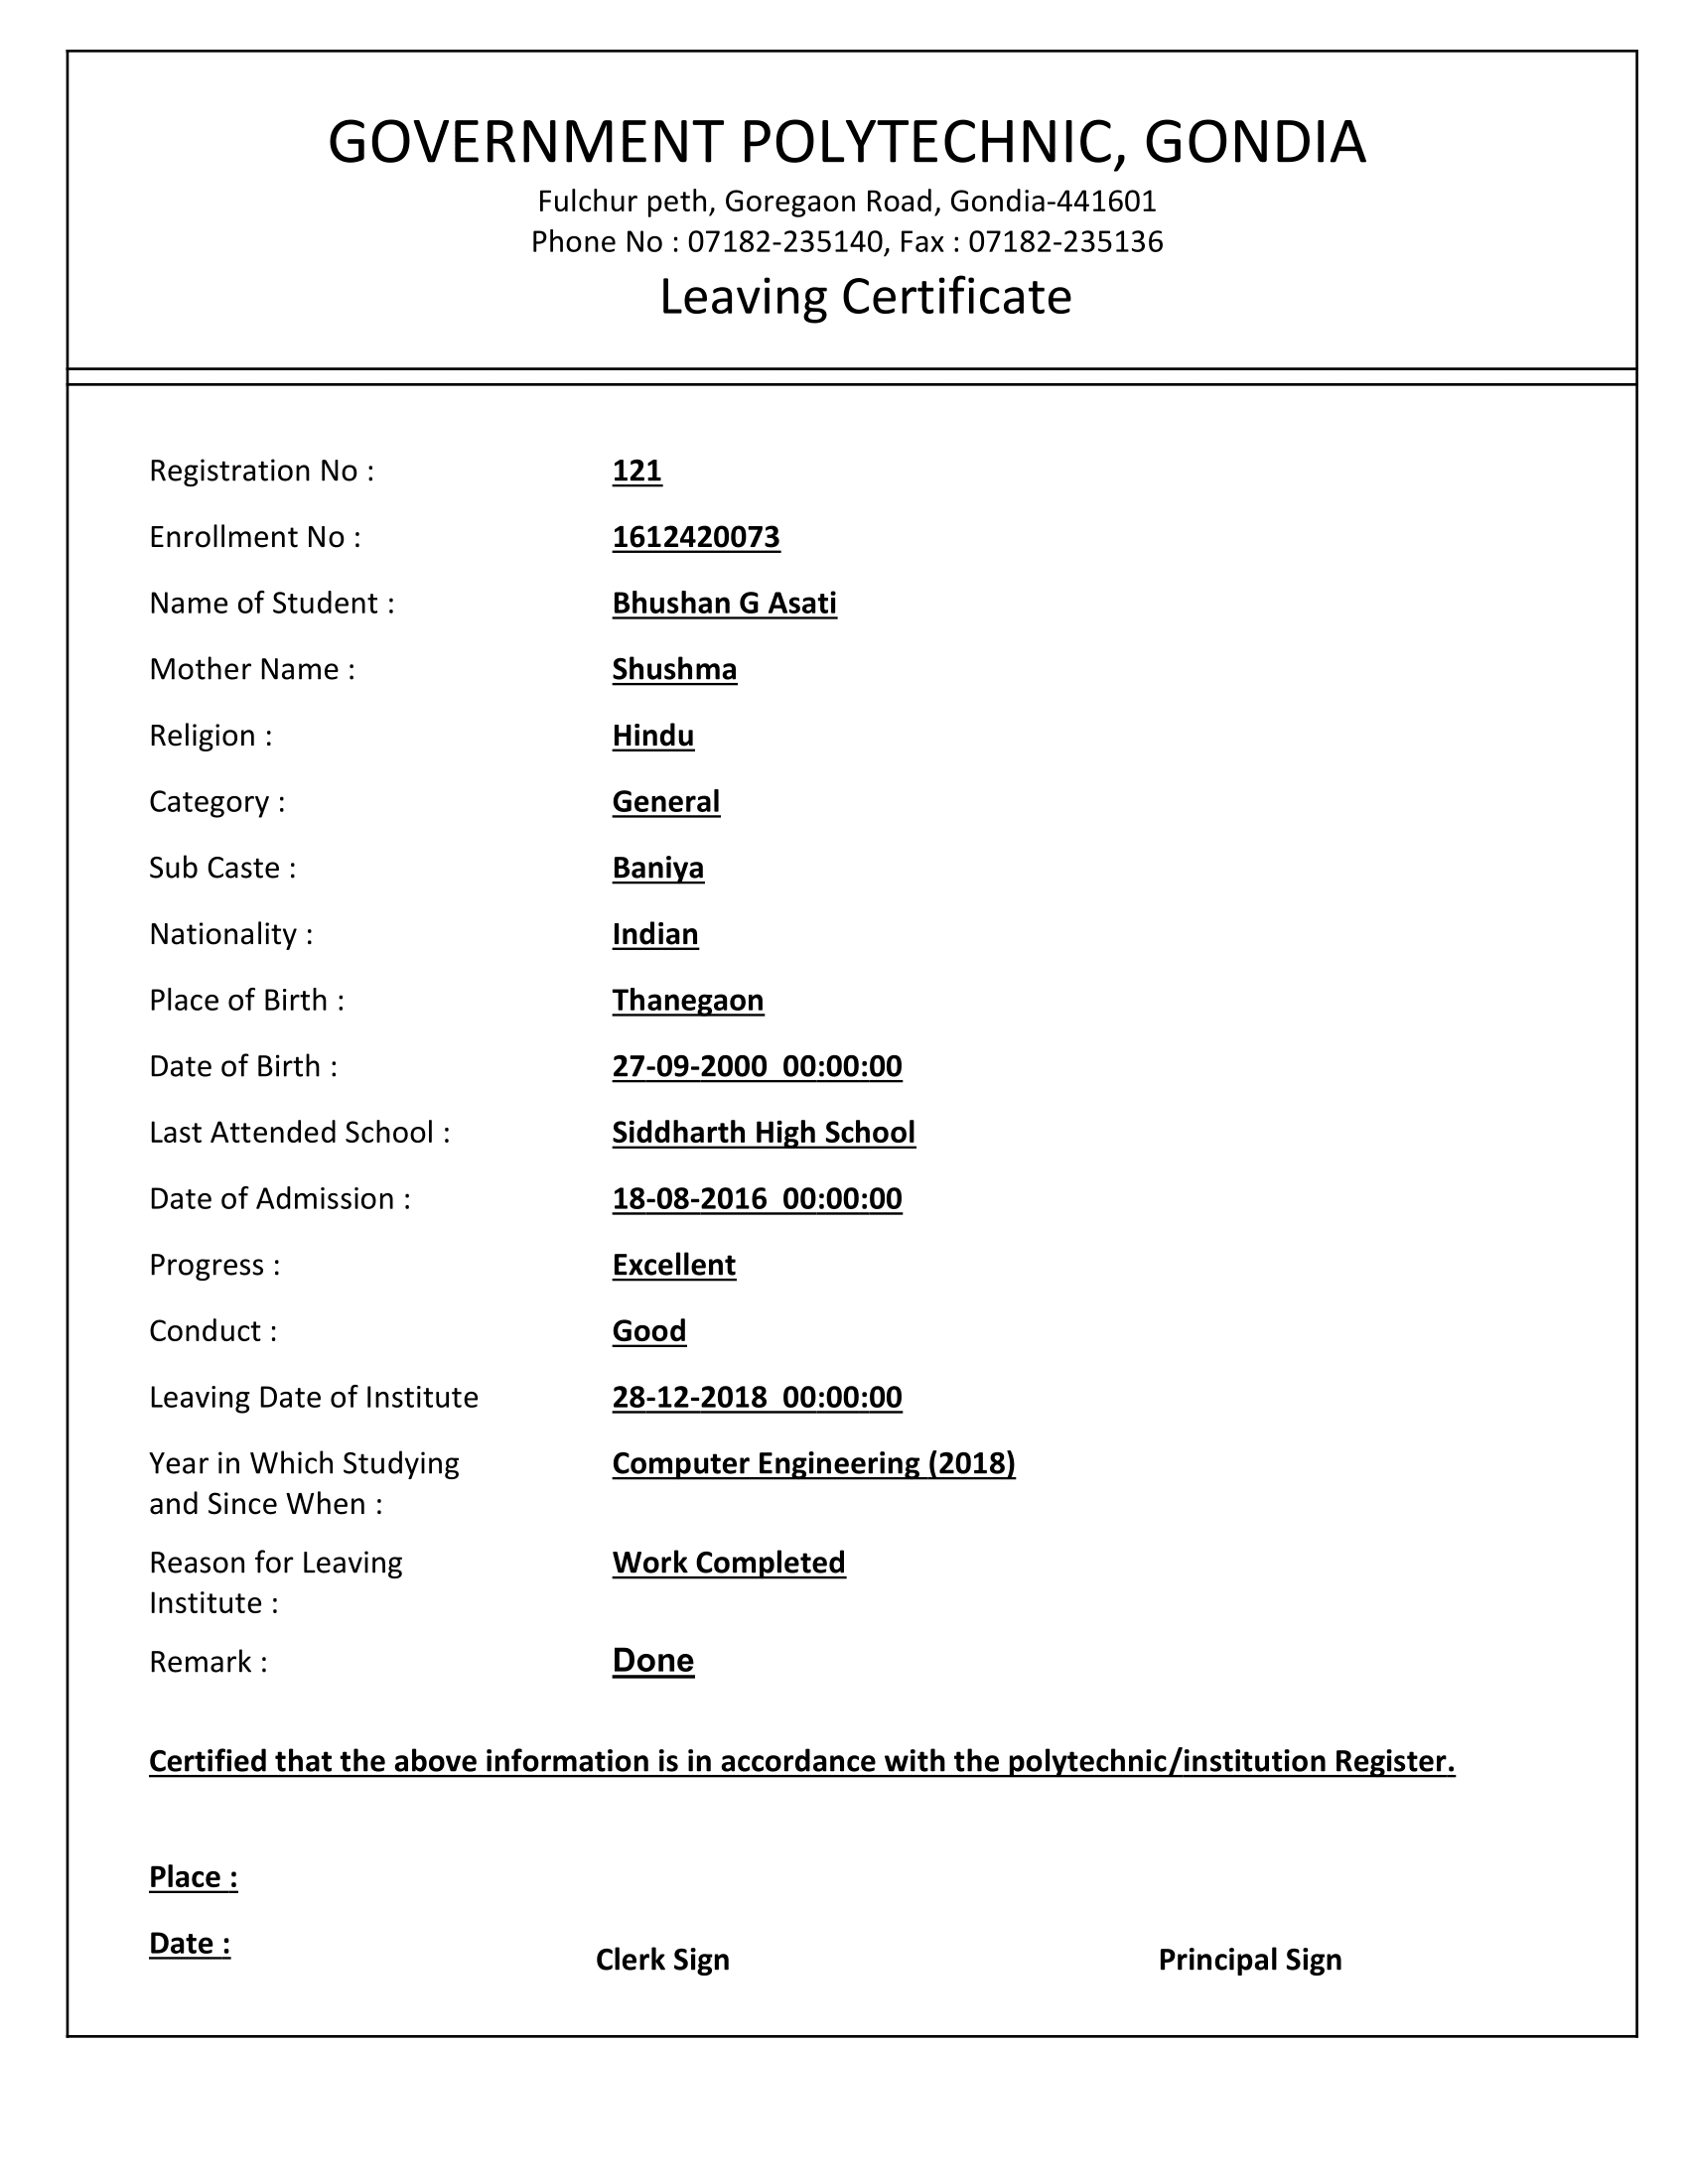 GOVERNMENT POLYTECHNIC, GONDIA
Fulchur peth, Goregaon Road, Gondia-441601
Phone No : 07182-235140, Fax : 07182-235136
Leaving Certificate
Registration No : 121
Enrollment No : 1612420073
Name of Student : Bhushan G Asati
Mother Name : Shushma
Religion : Hindu
Category : General
Sub Caste : Baniya
Nationality : Indian
Place of Birth : Thanegaon
Date of Birth : 27-09-2000  00:00:00
Last Attended School : Siddharth High School
Date of Admission : 18-08-2016  00:00:00
Progress : Excellent
Conduct : Good
Leaving Date of Institute 28-12-2018  00:00:00
Year in Which Studying Computer Engineering (2018)
and Since When :
Reason for Leaving Work Completed
Institute :
Remark : Done
Certified that the above information is in accordance with the polytechnic/institution Register.
Place :
Date :
Clerk Sign Principal Sign